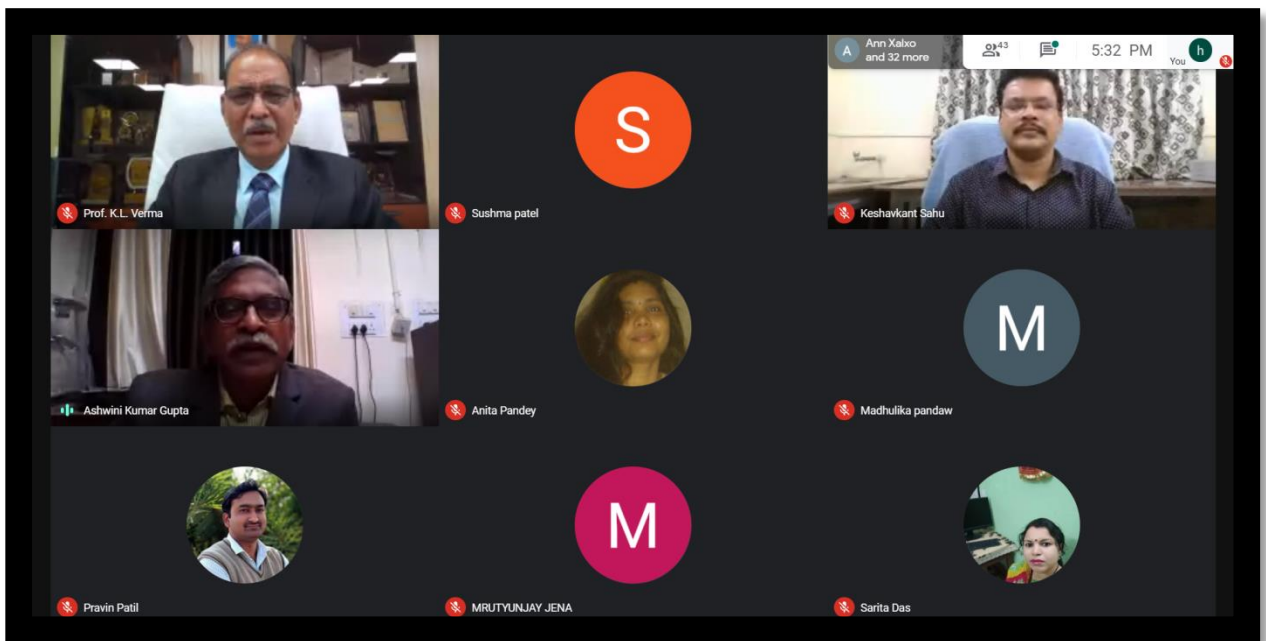 A
Ann Xalxo
and 32 more
43
5:32 PM
You
h
Prof. K.L. Verma
S
Sushma patel
Keshavkant Sahu
Ashwini Kumar Gupta
Anita Pandey
M
Madhulika pandaw
Pravin Patil
M
MRUTYUNJAY JENA
Sarita Das